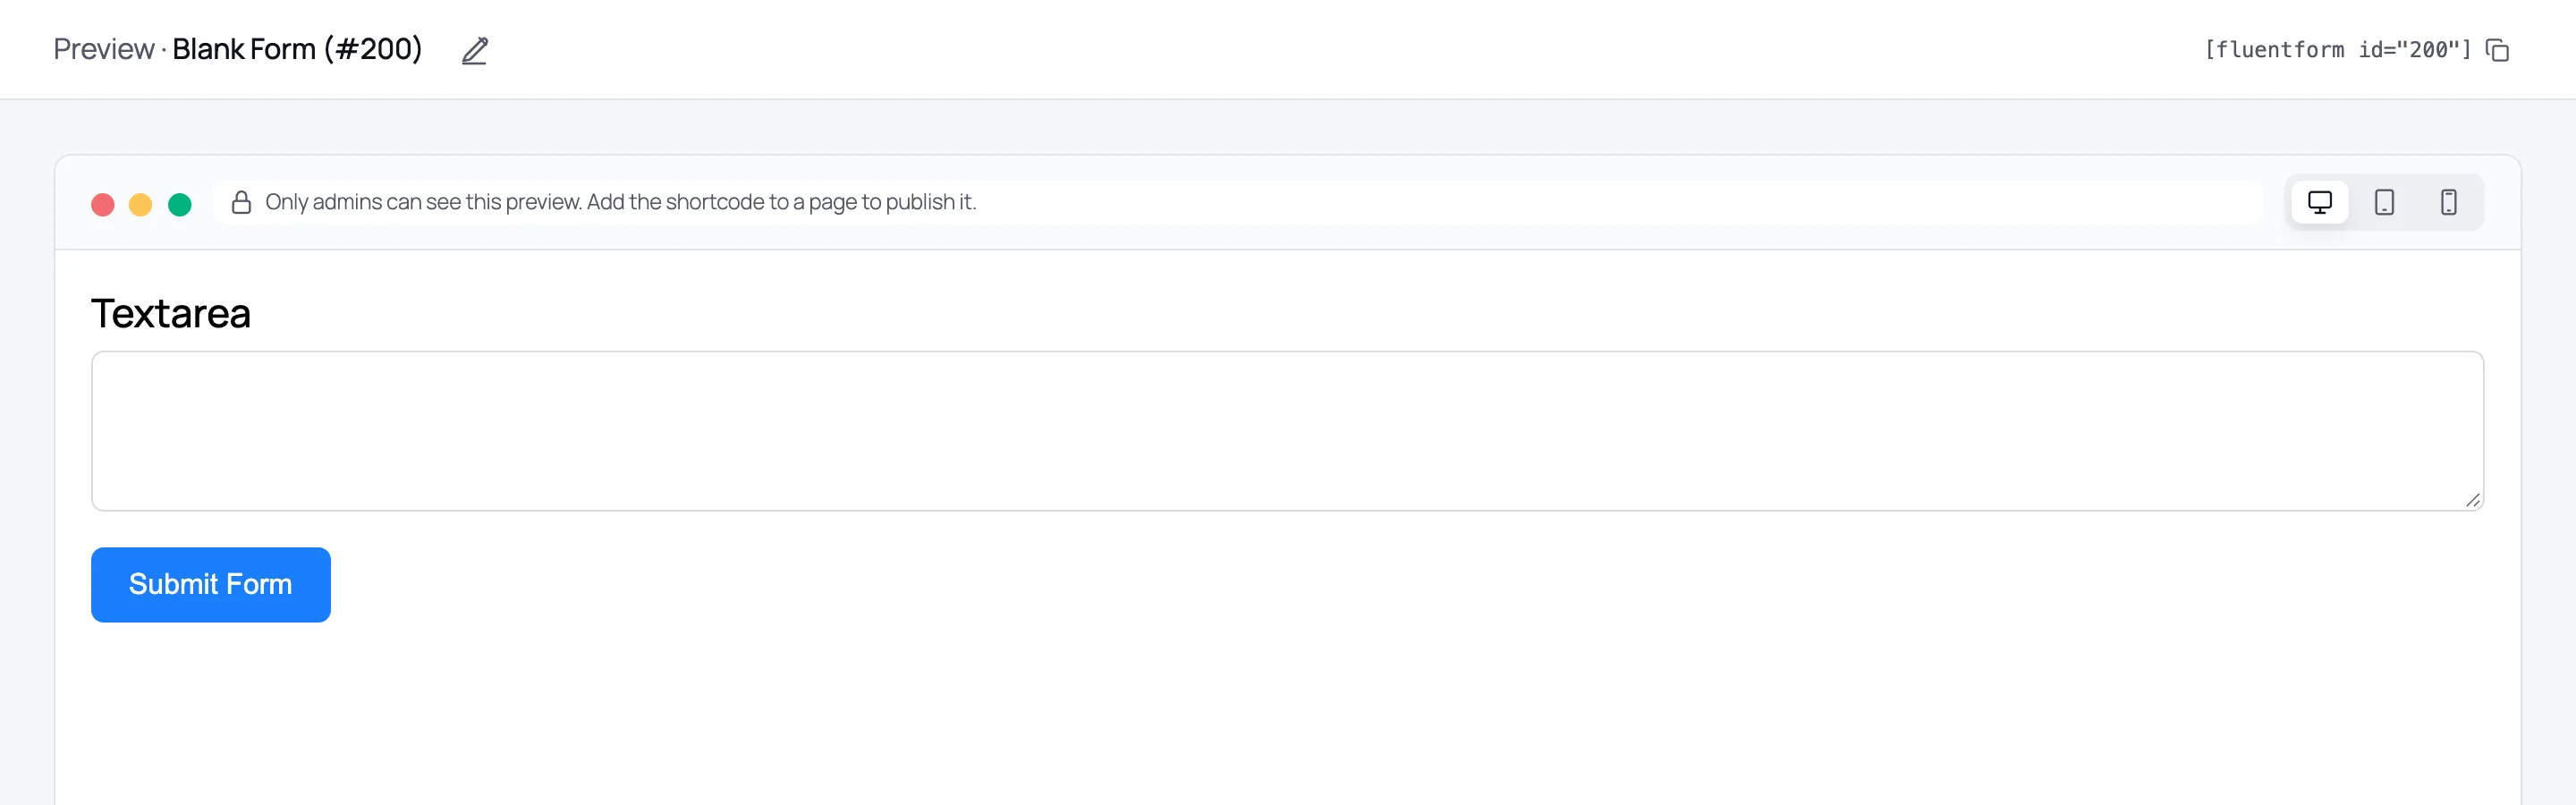 Preview · Blank Form (#200)
[fluentform id="200"]
Only admins can see this preview. Add the shortcode to a page to publish it.
Textarea
Submit Form